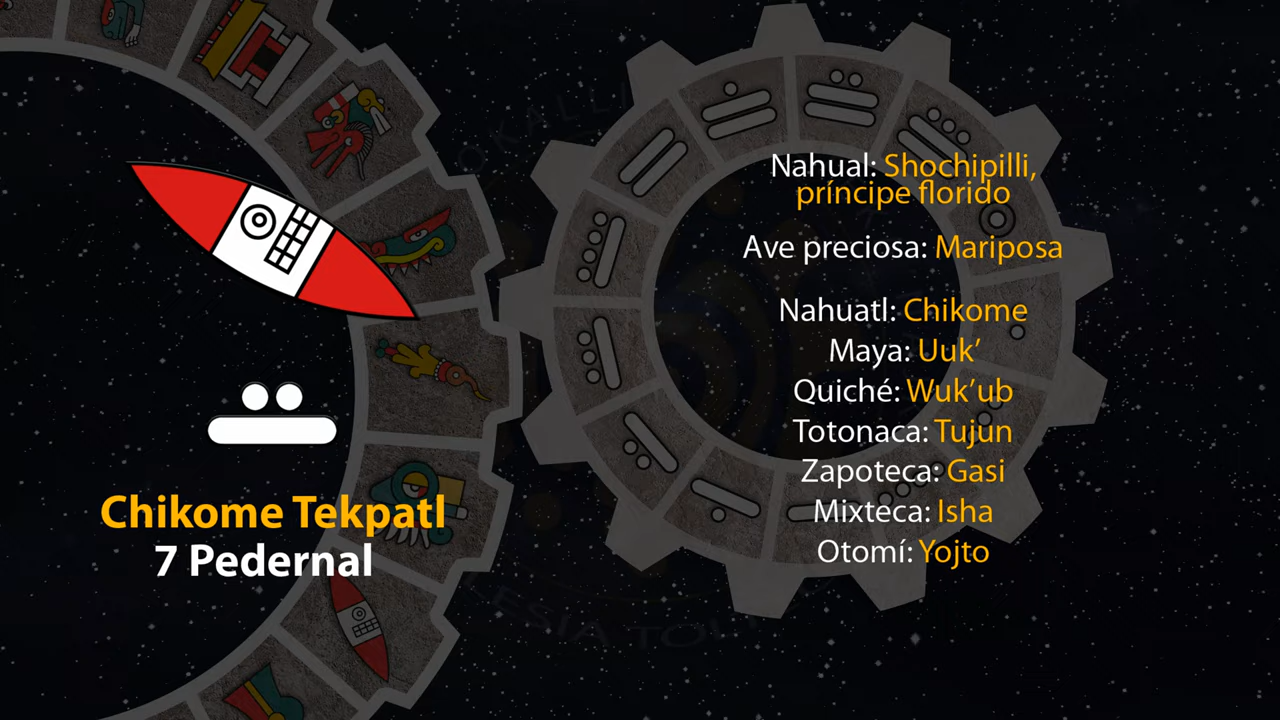 Nahual: Shochipilli,
príncipe florido
Ave preciosa: Mariposa
Nahuatl: Chikome
Maya: Uuk’
Quiché: Wuk’ub
Totonaca: Tujun
Zapoteca: Gasi
Mixteca: Isha
Otomí: Yojto
Chikome Tekpatl
7 Pedernal